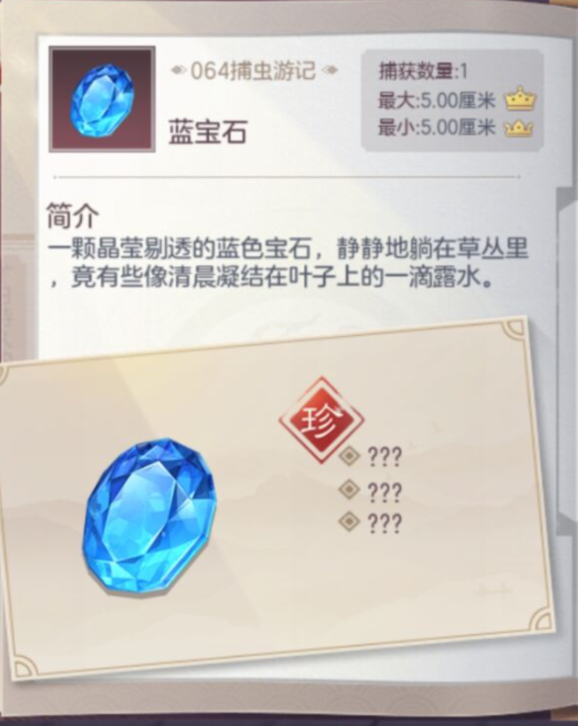 064捕虫游记
蓝宝石
捕获数量:1
最大:5.00厘米
最小:5.00厘米
简介
一颗晶莹剔透的蓝色宝石，静静地躺在草丛里
，竟有些像清晨凝结在叶子上的一滴露水。
珍
???
???
???